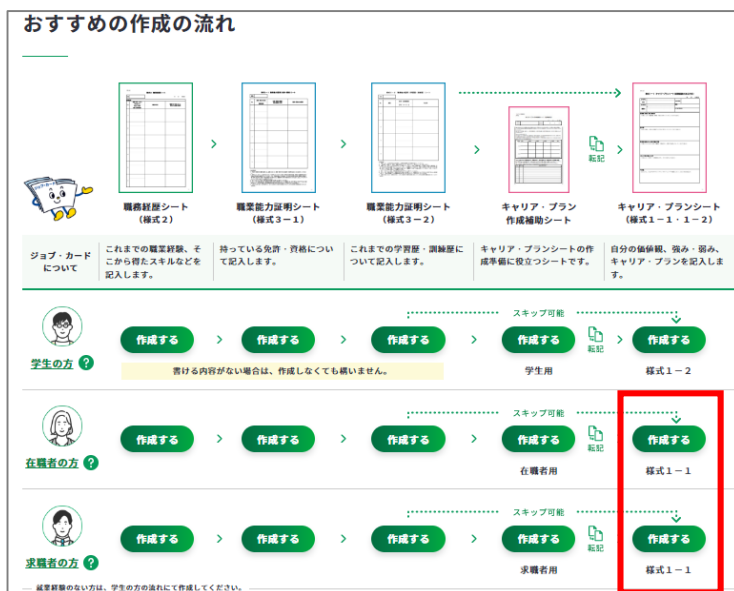 おすすめの作成の流れ
転記
職務経歴シート
(様式2)
職業能力証明シート
(様式3-1)
職業能力証明シート
(様式3-2)
キャリア・プラン
作成補助シート
キャリア・プランシート
(様式1-1・1-2)
ジョブ・カード
について
これまでの職業経験、そ
こから得たスキルなどを
記入します。
持っている免許・資格につい
て記入します。
これまでの学習歴・訓練歴に
ついて記入します。
キャリア・プランシートの作
成準備に役立つシートです。
自分の価値観、強み・弱み、
キャリア・プランを記入しま
す。
スキップ可能
学生の方 ?
作成する
作成する
作成する
作成する
転記
作成する
書ける内容がない場合は、作成しなくても構いません。
学生用
様式1-2
スキップ可能
在職者の方 ?
作成する
作成する
作成する
作成する
転記
作成する
在職者用
様式1-1
スキップ可能
求職者の方 ?
作成する
作成する
作成する
作成する
転記
作成する
求職者用
様式1-1
就業経験のない方は、学生の方の流れにて作成してください。